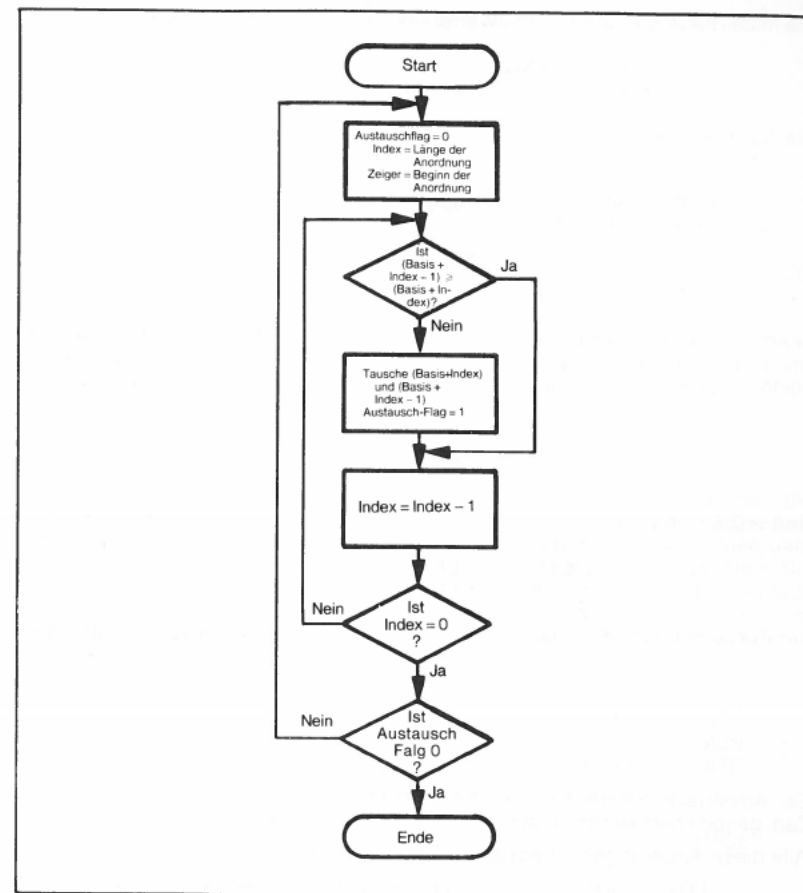 Start
Austauschflag = 0
Index = Länge der
Anordnung
Zeiger = Beginn der
Anordnung
Ist
(Basis +
Index – 1) ≥
(Basis + In-
dex)?
Ja
Nein
Tausche (Basis+Index)
und (Basis +
Index – 1)
Austausch-Flag = 1
Index = Index – 1
Nein
Ist
Index = 0
?
Ja
Nein
Ist
Austausch
Falg 0
?
Ja
Ende